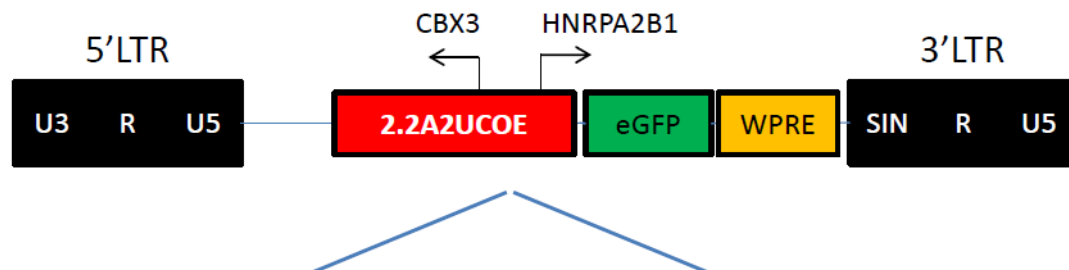 CBX3 HNRPA2B1
5'LTR 3'LTR
U3 R U5 2.2A2UCOE eGFP WPRE SIN R U5